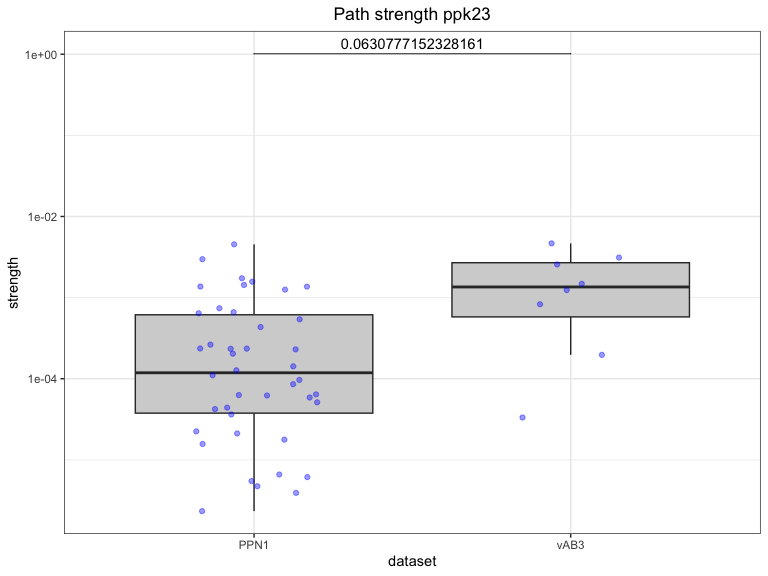 Path strength ppk23
0.0630777152328161
1e+00
1e-02
1e-04
strength
PPN1
vAB3
dataset